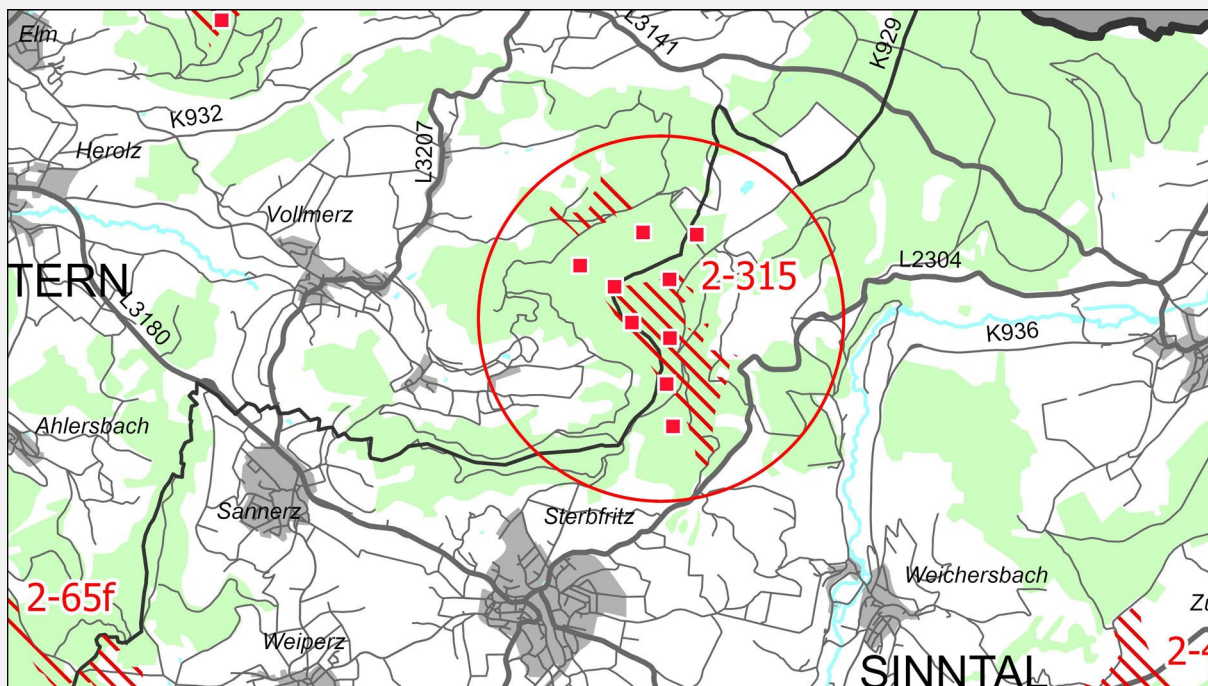 Elm
L3141
K929
K932
Herolz
L3207
Vollmerz
TERN
2-315
L2304
L3180
K936
Ahlersbach
Sannerz
Sterbfritz
Weichersbach
2-65f
Zu
Weiperz
2-4
SINNTAL